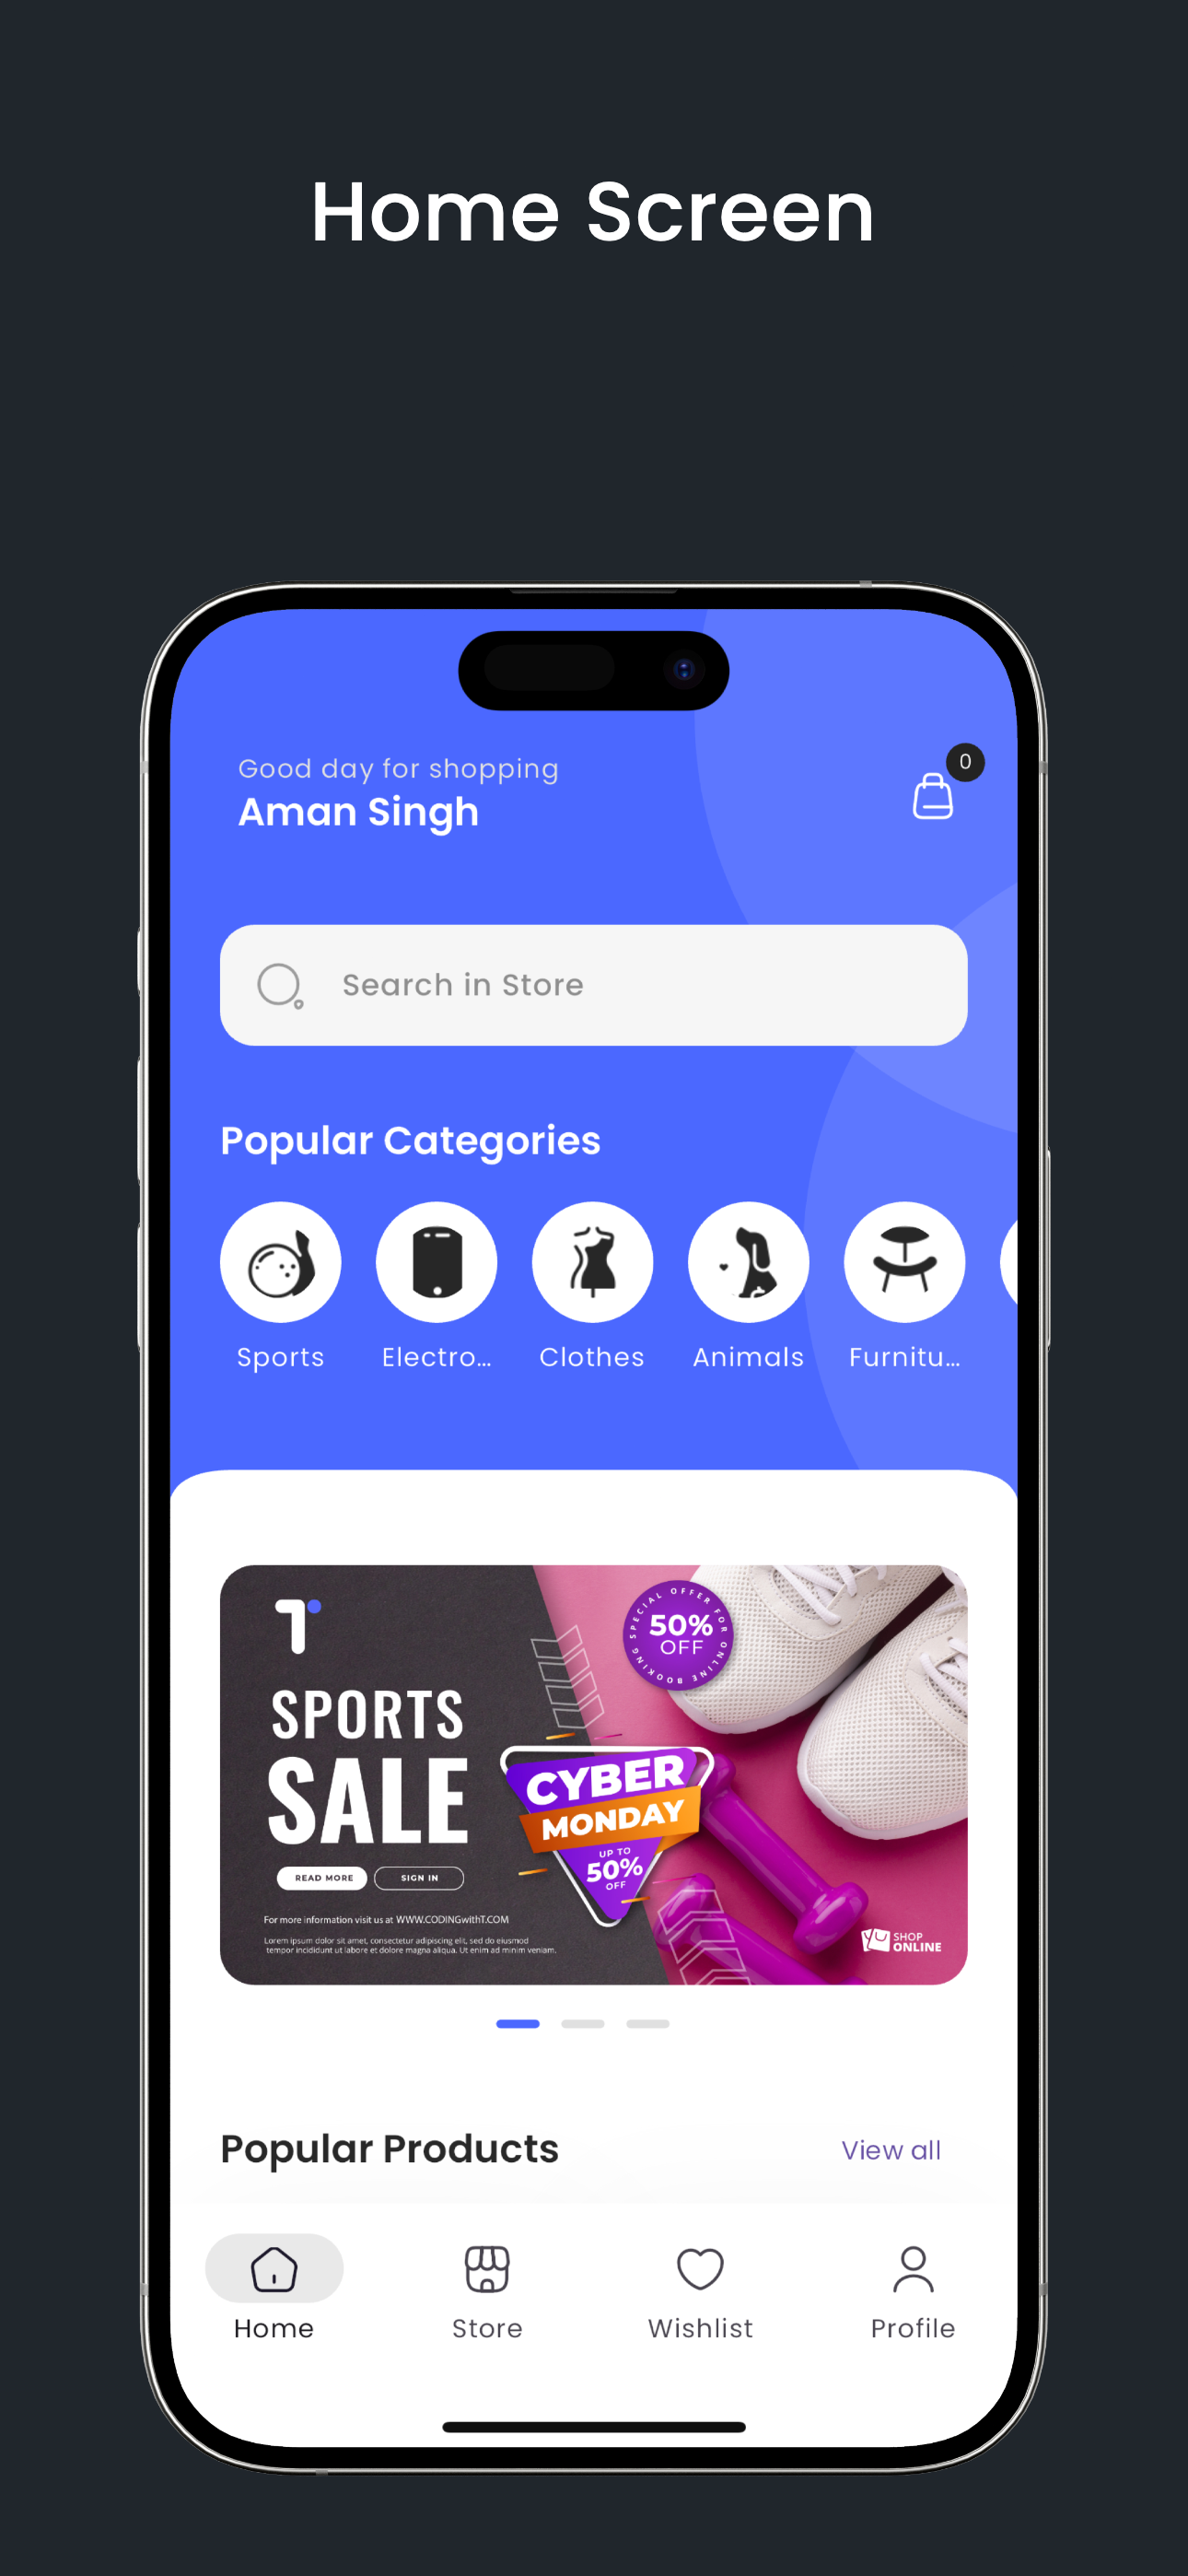 Home Screen
Good day for shopping
0
Aman Singh
Search in Store
Popular Categories
Sports
Electro...
Clothes
Animals
Furnitu...
T
SPECIAL OFFER FOR ONLINE BOOKING
50%
OFF
SPORTS
SALE
CYBER
MONDAY
UP TO
50%
OFF
READ MORE
SIGN IN
For more information visit us at WWW.CODINGwithT.COM
Lorem ipsum dolor sit amet, consectetur adipiscing elit, sed do eiusmod
tempor incididunt ut labore et dolore magna aliqua. Ut enim ad minim veniam.
SHOP
ONLINE
Popular Products
View all
Home
Store
Wishlist
Profile